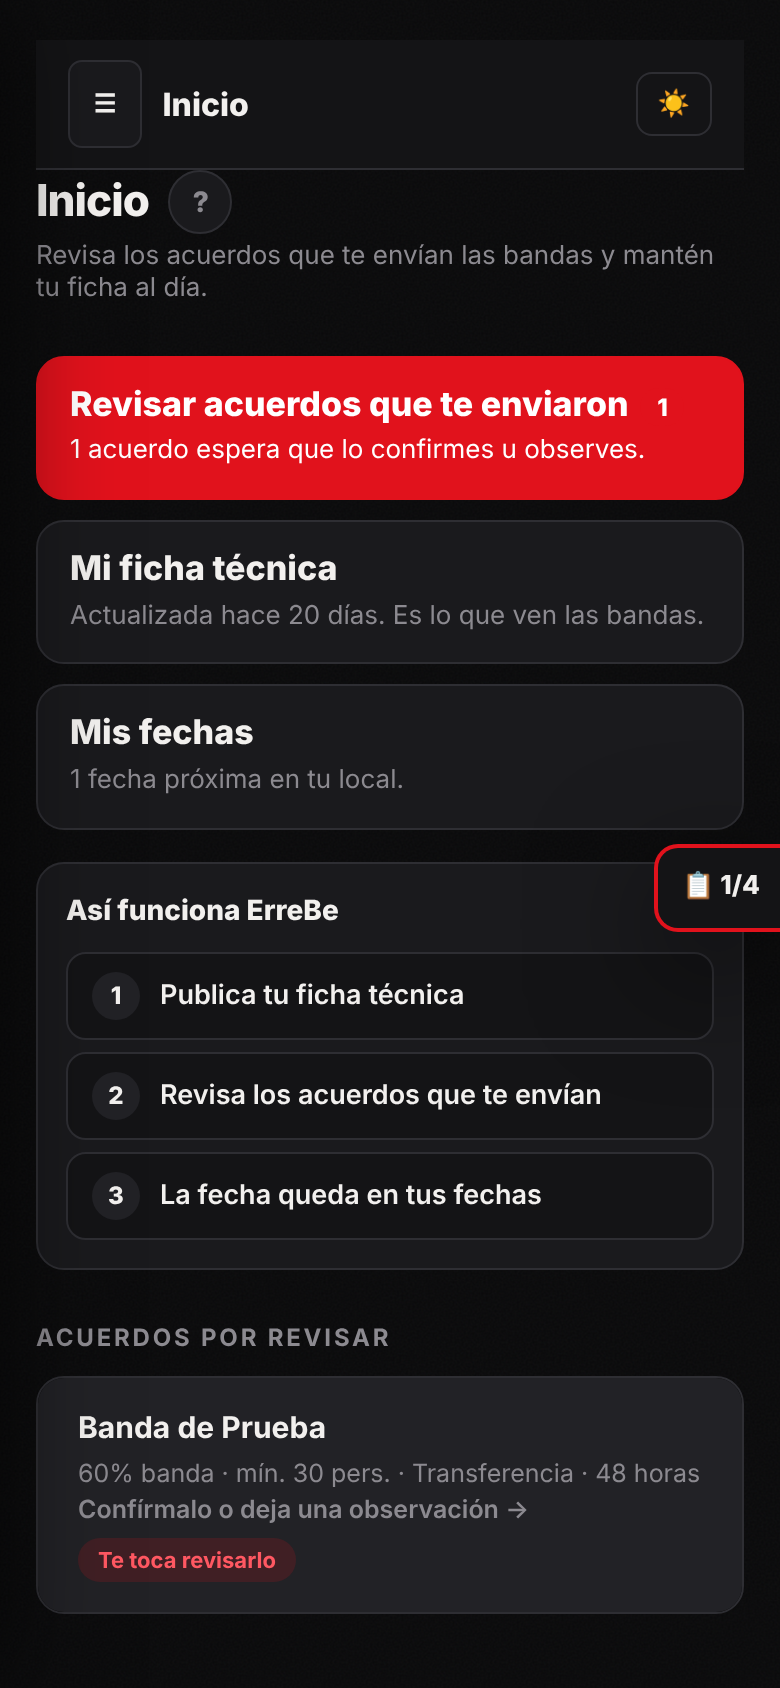 ☰ Inicio ☀️
Inicio ?
Revisa los acuerdos que te envían las bandas y mantén
tu ficha al día.
Revisar acuerdos que te enviaron 1
1 acuerdo espera que lo confirmes u observes.
Mi ficha técnica
Actualizada hace 20 días. Es lo que ven las bandas.
Mis fechas
1 fecha próxima en tu local.
📋 1/4
Así funciona ErreBe
1 Publica tu ficha técnica
2 Revisa los acuerdos que te envían
3 La fecha queda en tus fechas
ACUERDOS POR REVISAR
Banda de Prueba
60% banda · mín. 30 pers. · Transferencia · 48 horas
Confírmalo o deja una observación →
Te toca revisarlo